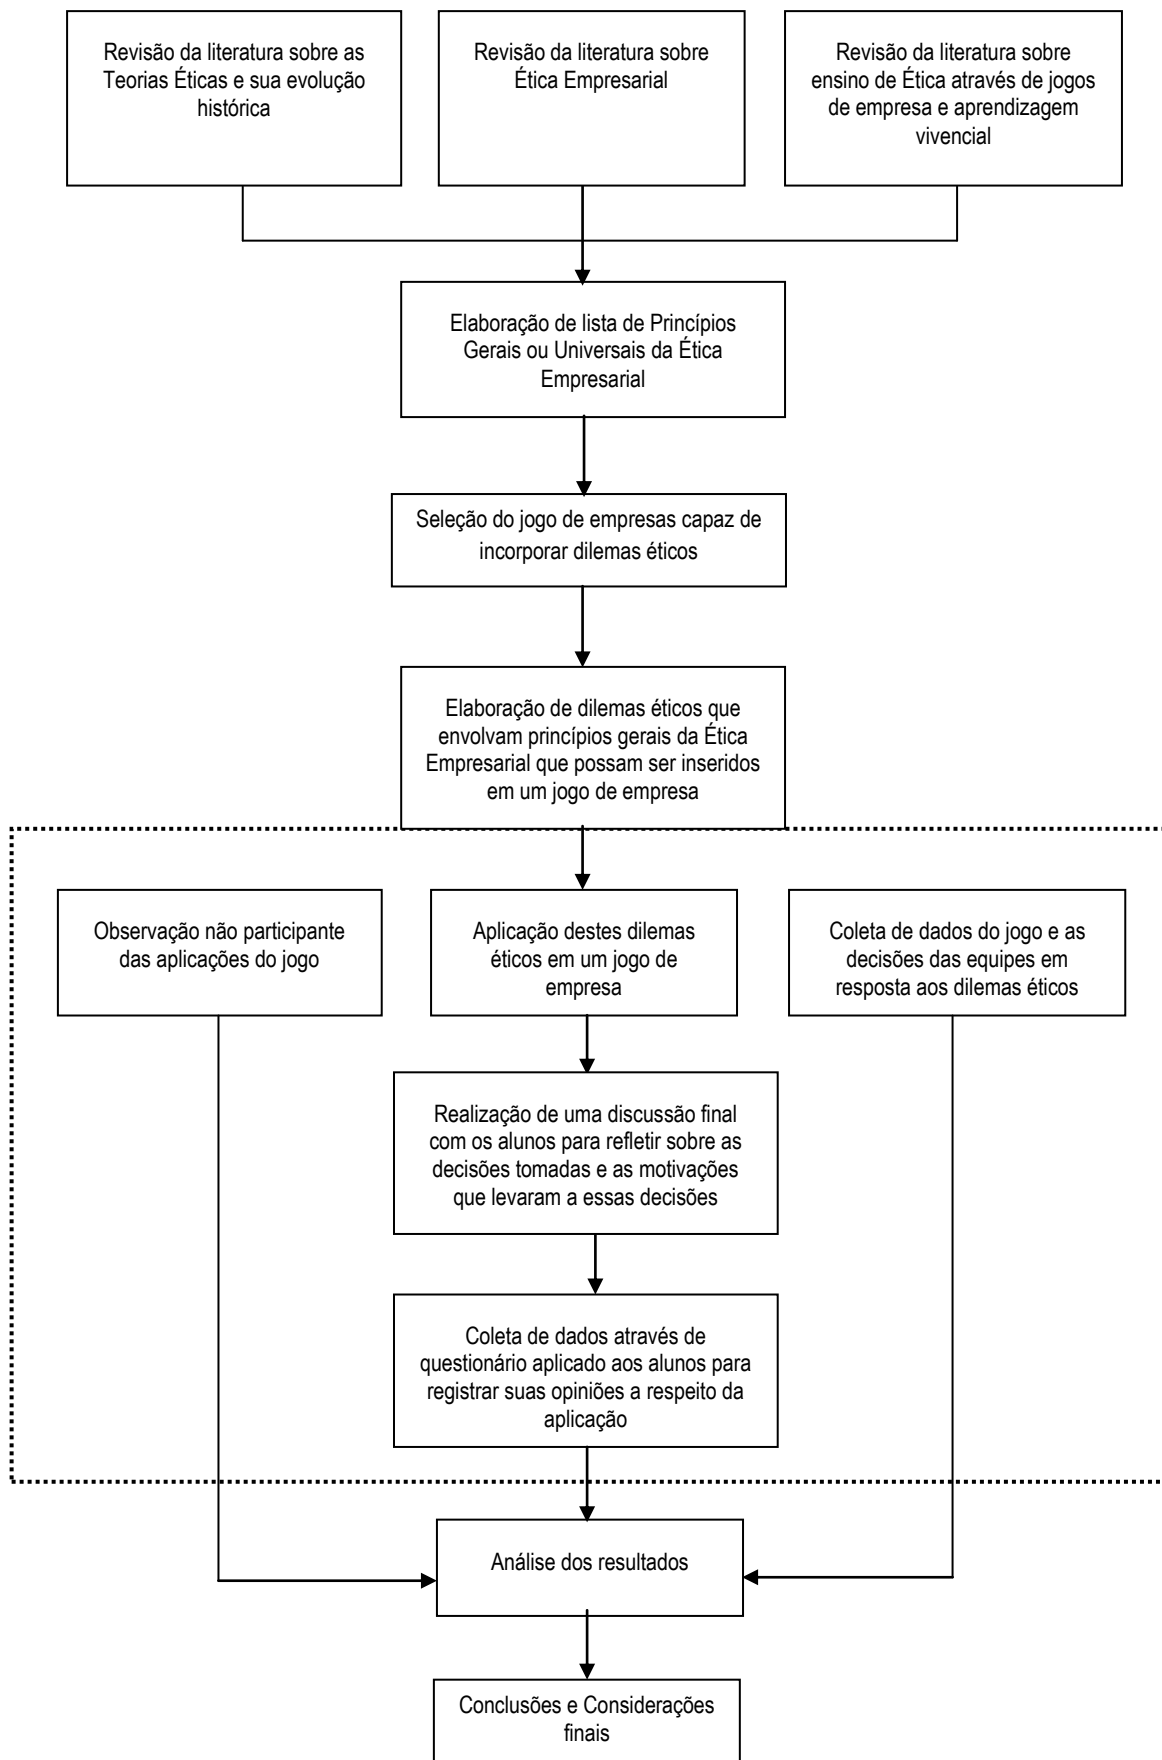 Revisão da literatura sobre as
Teorias Éticas e sua evolução
histórica
Revisão da literatura sobre
Ética Empresarial
Revisão da literatura sobre
ensino de Ética através de jogos
de empresa e aprendizagem
vivencial
Elaboração de lista de Princípios
Gerais ou Universais da Ética
Empresarial
Seleção do jogo de empresas capaz de
incorporar dilemas éticos
Elaboração de dilemas éticos que
envolvam princípios gerais da Ética
Empresarial que possam ser inseridos
em um jogo de empresa
Observação não participante
das aplicações do jogo
Aplicação destes dilemas
éticos em um jogo de
empresa
Coleta de dados do jogo e as
decisões das equipes em
resposta aos dilemas éticos
Realização de uma discussão final
com os alunos para refletir sobre as
decisões tomadas e as motivações
que levaram a essas decisões
Coleta de dados através de
questionário aplicado aos alunos para
registrar suas opiniões a respeito da
aplicação
Análise dos resultados
Conclusões e Considerações
finais